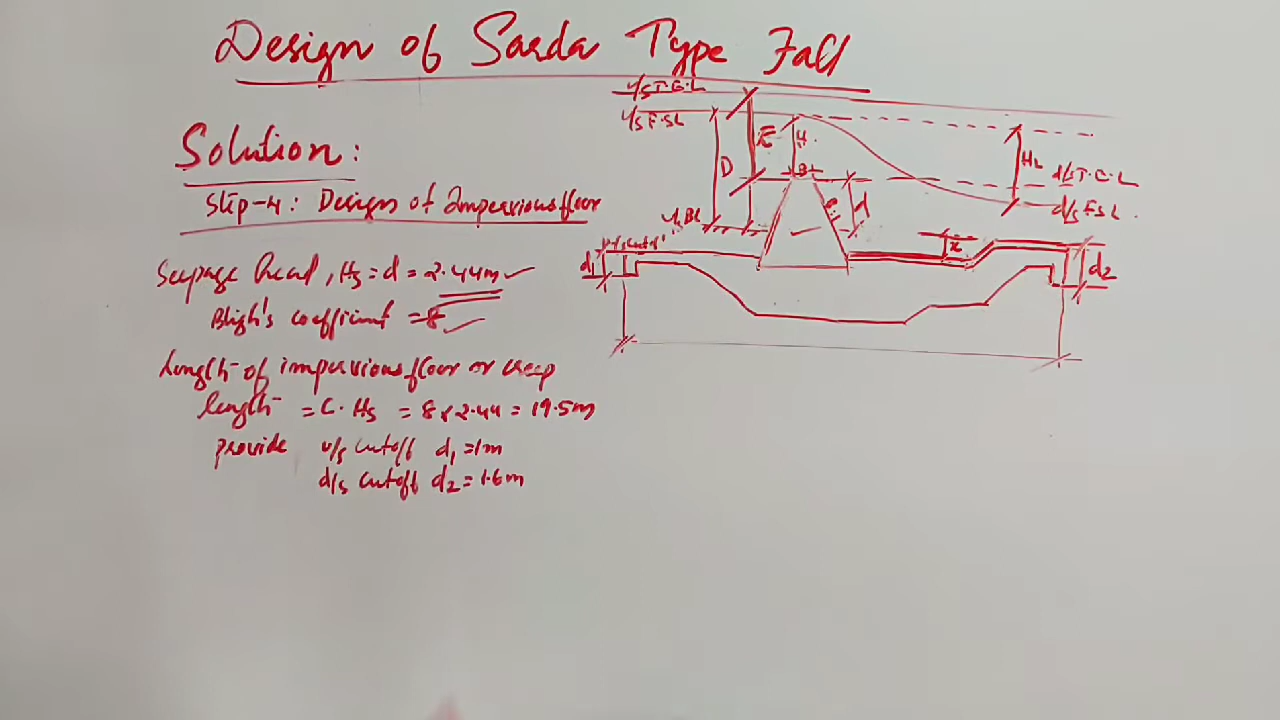 Design of Sarda Type Fall
Solution:
Step-4: Design of Impervious floor
Seepage Head, Hs = d = 2.44m
Bligh's coefficient = 8
Length of impervious floor or creep
length = C. Hs = 8 x 2.44 = 19.5m
provide u/s cutoff d1 = 1m
d/s cutoff d2 = 1.6m
u/s T.E.L
u/s F.S.L
E
H
D
B
d
HL
d/s T.E.L
d/s F.S.L
u/s BL
u/s cutoff
d1
x
d2